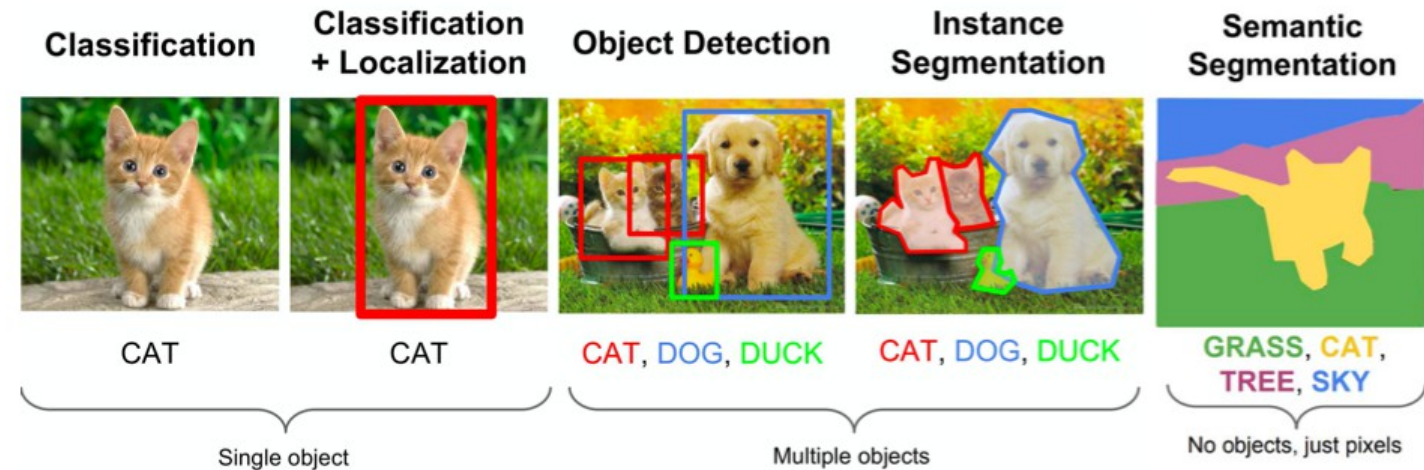 Classification
Classification
+ Localization
Object Detection
Instance
Segmentation
Semantic
Segmentation
CAT
CAT
CAT, DOG, DUCK
CAT, DOG, DUCK
GRASS, CAT,
TREE, SKY
Single object
Multiple objects
No objects, just pixels